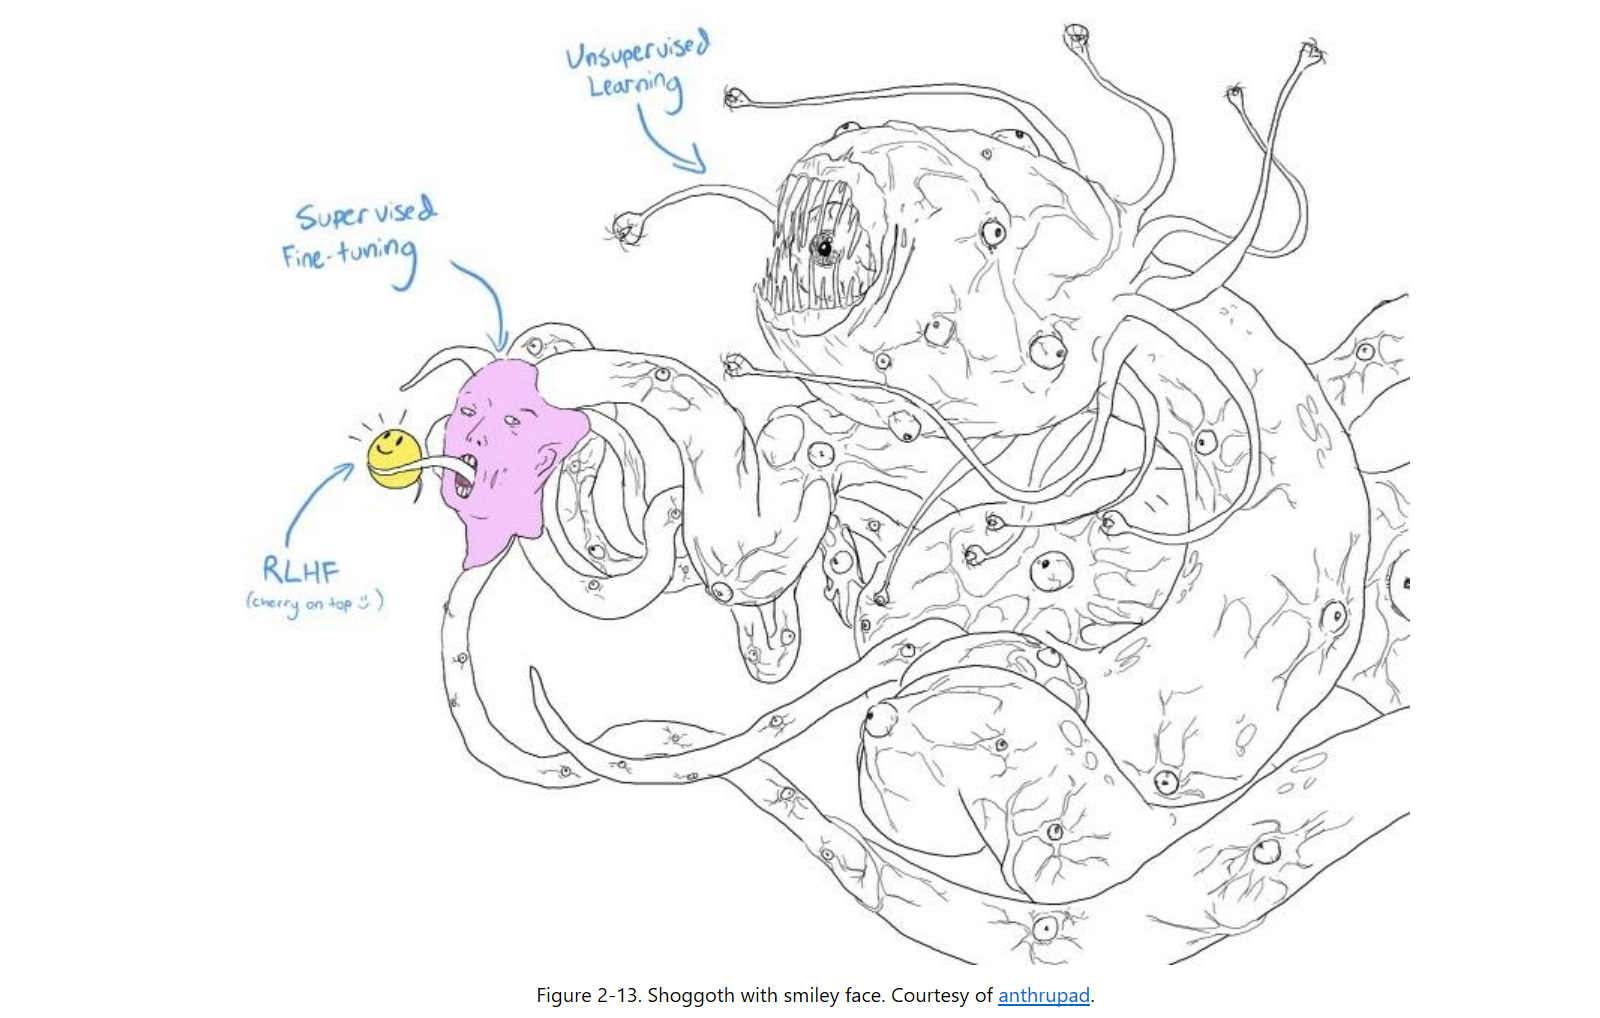 Unsupervised
Learning
Supervised
Fine-tuning
RLHF
(cherry on top :))
Figure 2-13. Shoggoth with smiley face. Courtesy of anthrupad.